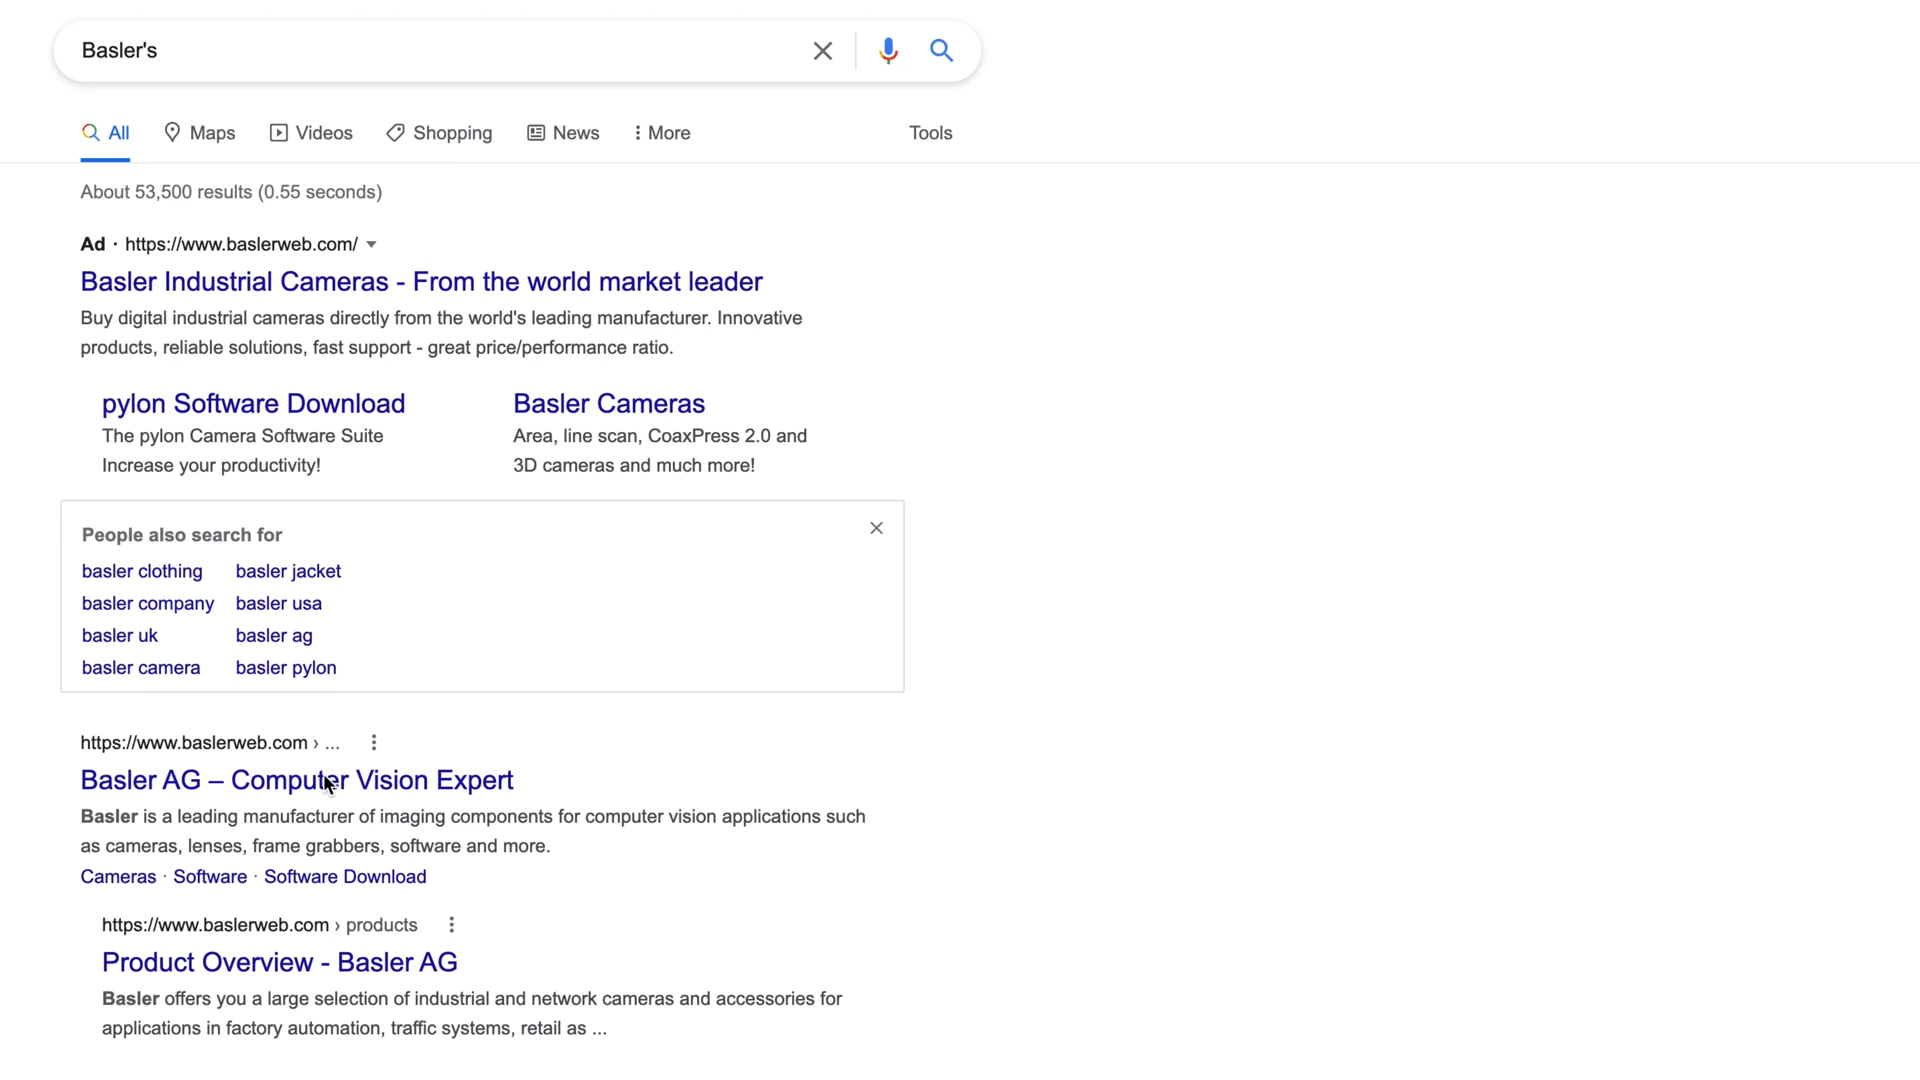 Basler's
All Maps Videos Shopping News More Tools
About 53,500 results (0.55 seconds)
Ad · https://www.baslerweb.com/
Basler Industrial Cameras - From the world market leader
Buy digital industrial cameras directly from the world's leading manufacturer. Innovative
products, reliable solutions, fast support - great price/performance ratio.
pylon Software Download
The pylon Camera Software Suite
Increase your productivity!
Basler Cameras
Area, line scan, CoaxPress 2.0 and
3D cameras and much more!
People also search for
basler clothing basler jacket
basler company basler usa
basler uk basler ag
basler camera basler pylon
https://www.baslerweb.com › ...
Basler AG – Computer Vision Expert
Basler is a leading manufacturer of imaging components for computer vision applications such
as cameras, lenses, frame grabbers, software and more.
Cameras · Software · Software Download
https://www.baslerweb.com › products
Product Overview - Basler AG
Basler offers you a large selection of industrial and network cameras and accessories for
applications in factory automation, traffic systems, retail as ...